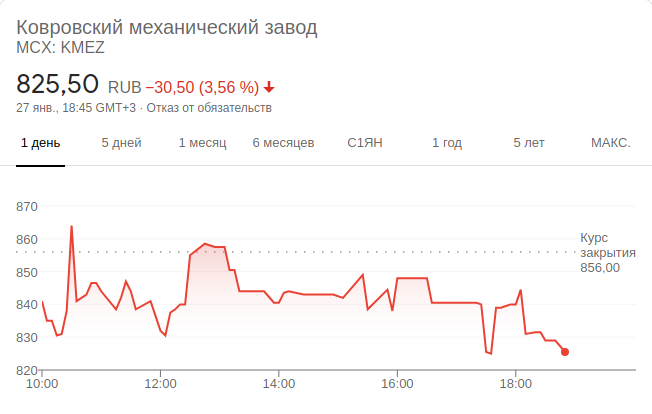 Ковровский механический завод
MCX: KMEZ
825,50 RUB −30,50 (3,56 %)
27 янв., 18:45 GMT+3 · Отказ от обязательств
1 день 5 дней 1 месяц 6 месяцев С1ЯН 1 год 5 лет МАКС.
870
860
850
840
830
820
Курс
закрытия
856,00
10:00 12:00 14:00 16:00 18:00